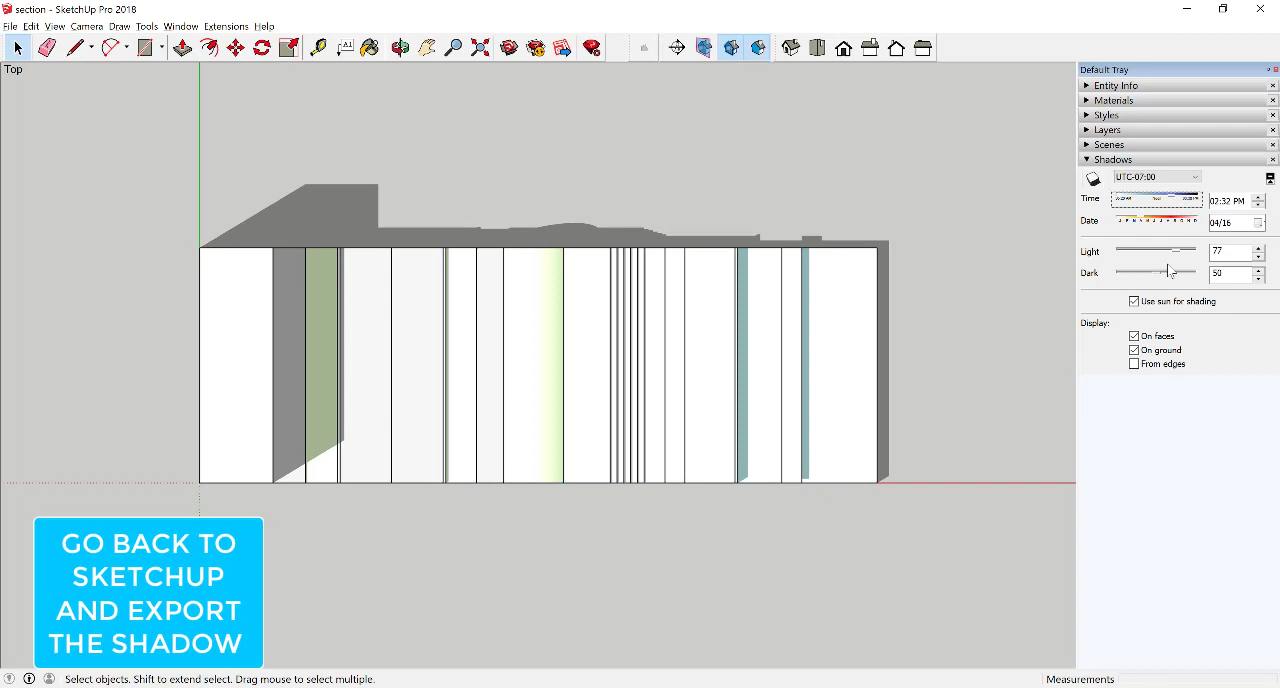 section - SketchUp Pro 2018
File Edit View Camera Draw Tools Window Extensions Help
A1
Top
Default Tray
Entity Info
Materials
Styles
Layers
Scenes
Shadows
UTC-07:00
Time Noon 02:32 PM
Date J F M A M J J A S O N D 04/16
Light 77
Dark 50
Use sun for shading
Display:
On faces
On ground
From edges
GO BACK TO
SKETCHUP
AND EXPORT
THE SHADOW
Select objects. Shift to extend select. Drag mouse to select multiple.
Measurements